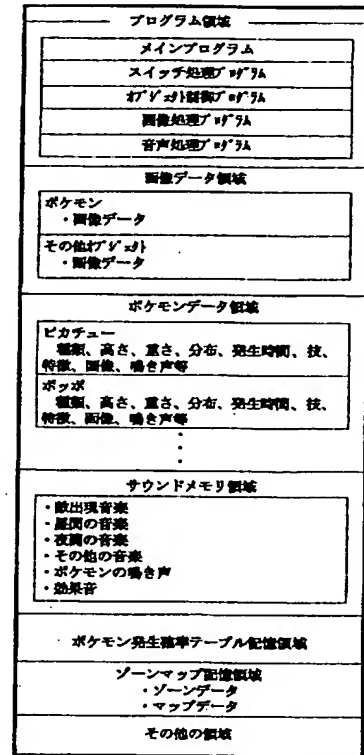 プログラム領域
メインプログラム
スイッチ処理プログラム
オブジェクト制御プログラム
画像処理プログラム
音声処理プログラム
画像データ領域
ポケモン
・画像データ
その他オブジェクト
・画像データ
ポケモンデータ領域
ピカチュー
種類、高さ、重さ、分布、発生時間、技、
特徴、画像、鳴き声等
ポッポ
種類、高さ、重さ、分布、発生時間、技、
特徴、画像、鳴き声等
サウンドメモリ領域
・敵出現音楽
・昼間の音楽
・夜間の音楽
・その他の音楽
・ポケモンの鳴き声
・効果音
ポケモン発生確率テーブル記憶領域
ゾーンマップ記憶領域
・ゾーンデータ
・マップデータ
その他の領域